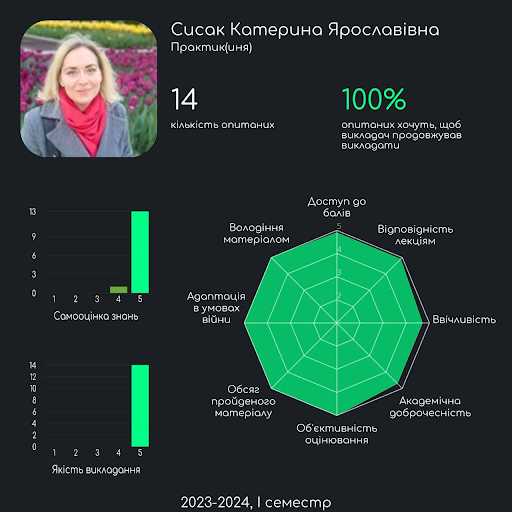 Сисак Катерина Ярославівна
Практик(иня)
14
кількість опитаних
100%
опитаних хочуть, щоб
викладач продовжував
викладати
13
9
6
3
0
1 2 3 4 5
Самооцінка знань
14
12
10
8
6
4
2
0
1 2 3 4 5
Якість викладання
Доступ до
балів
Володіння
матеріалом
Відповідність
лекціям
Адаптація
в умовах
війни
Ввічливість
Обсяг
пройденого
матеріалу
Академічна
доброчесність
Об'єктивність
оцінювання
5
4
3
2
2023-2024, I семестр